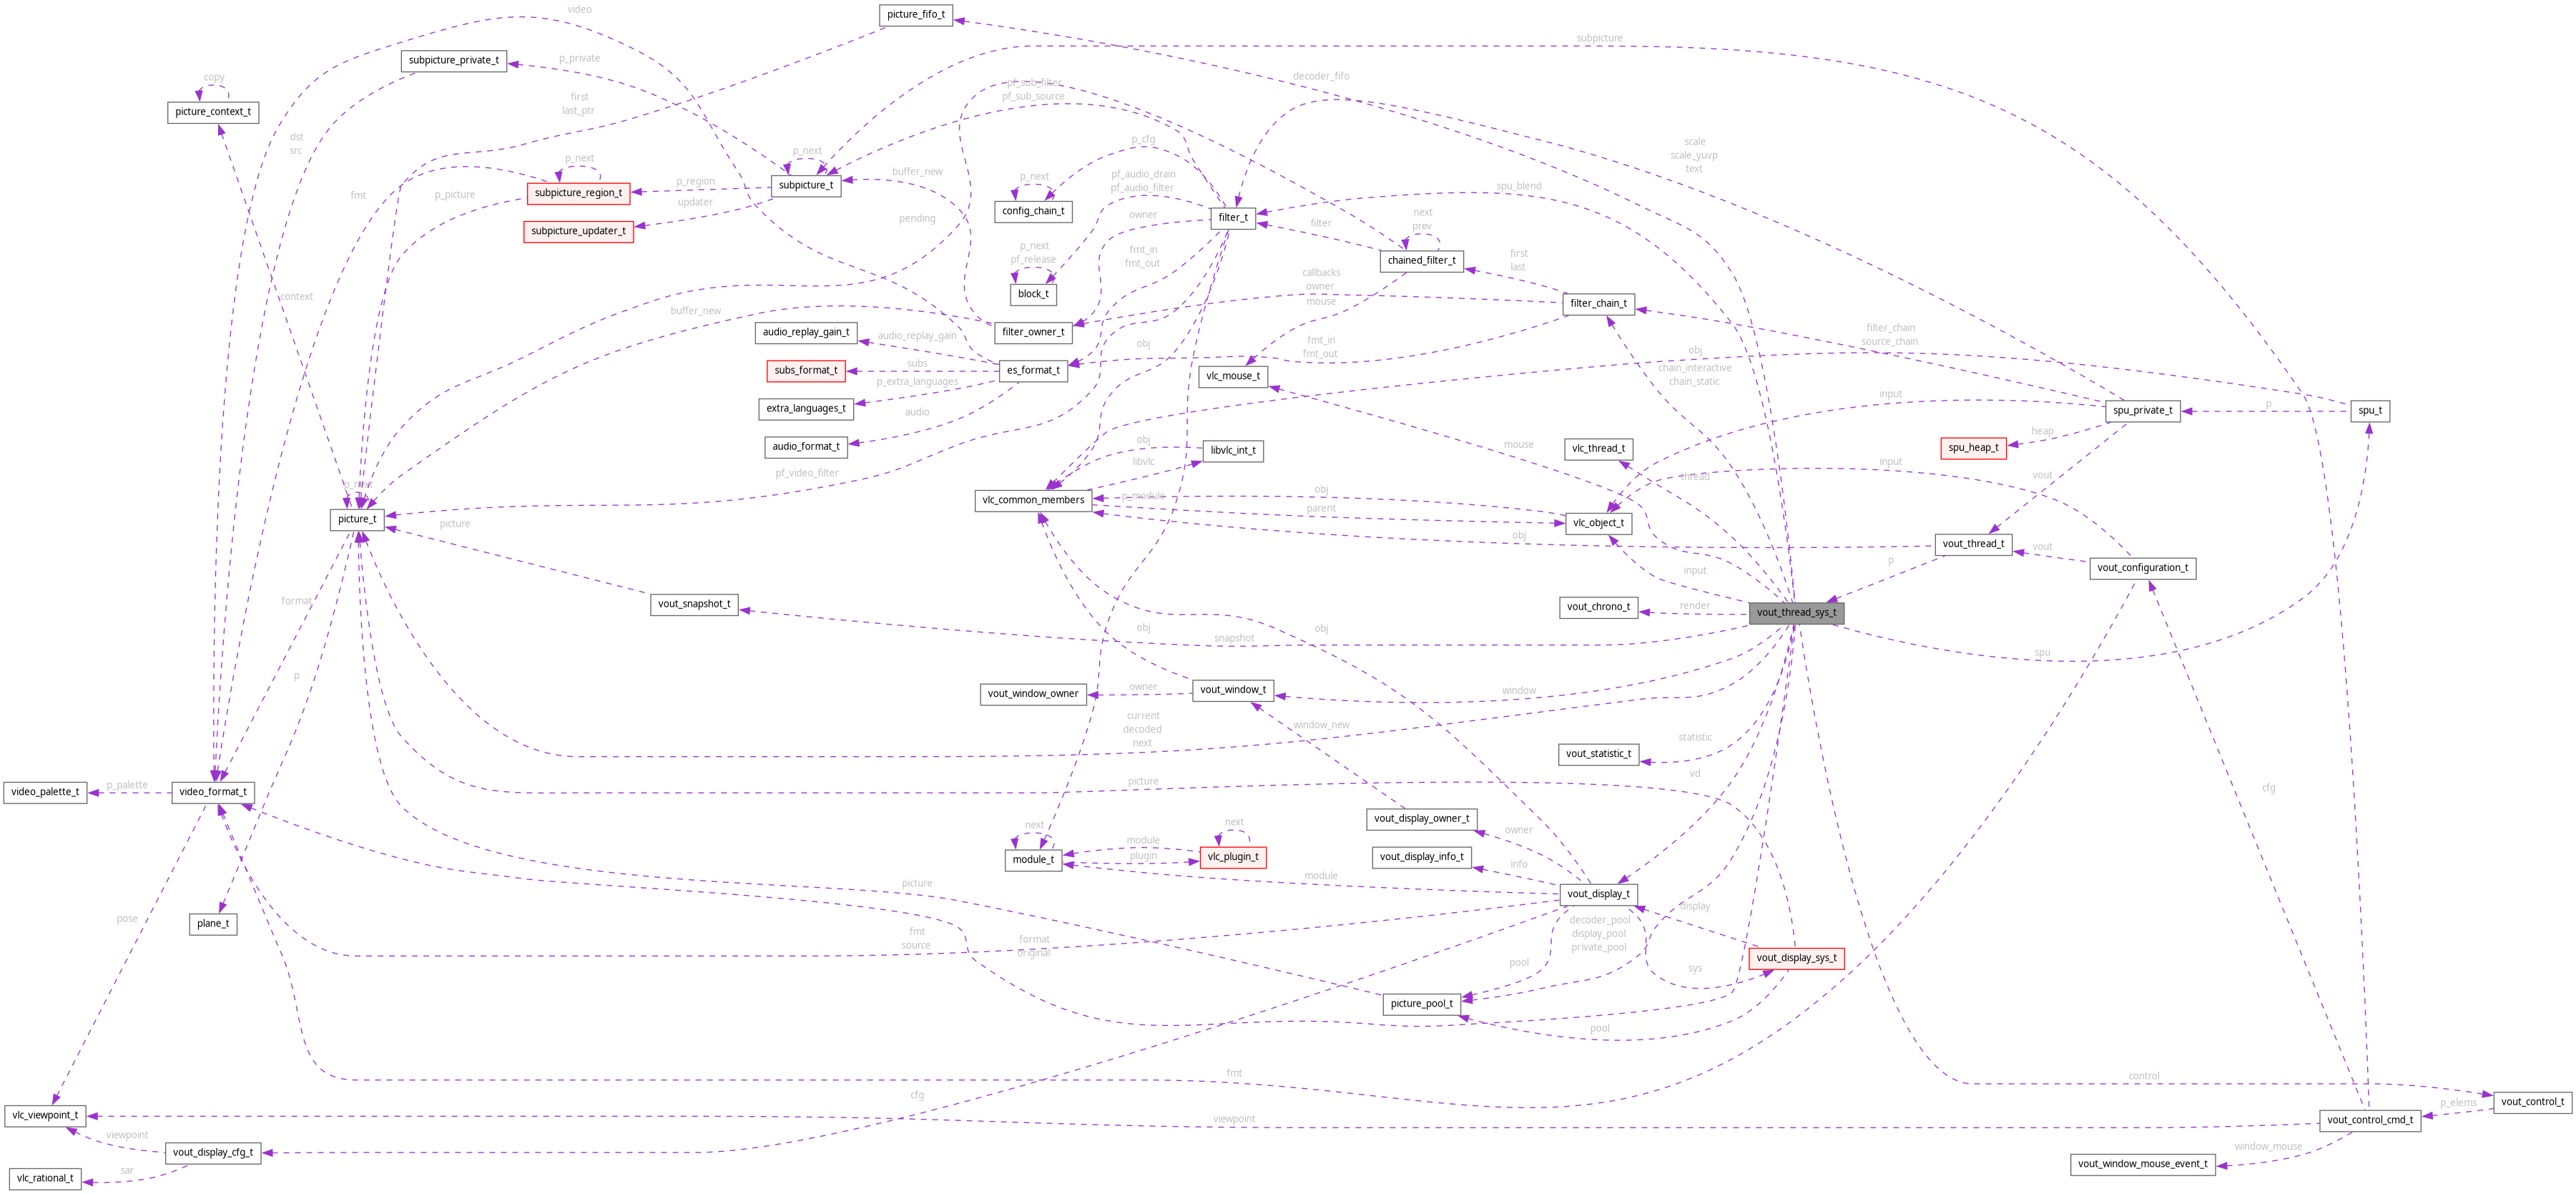 video
picture_fifo_t
subpicture
subpicture_private_t
p_private
copy
decoder_fifo
pf_sub_filter
pf_sub_source
first
last_ptr
picture_context_t
dst
src
p_cfg
scale
scale_yuvp
text
p_next
p_next
buffer_new
pf_audio_drain
pf_audio_filter
p_next
subpicture_t
p_region
subpicture_region_t
fmt
p_picture
spu_blend
updater
config_chain_t
owner
filter_t
pending
filter
next
prev
subpicture_updater_t
p_next
pf_release
fmt_in
fmt_out
first
last
chained_filter_t
callbacks
owner
mouse
block_t
context
buffer_new
filter_chain_t
audio_replay_gain_t
audio_replay_gain
filter_owner_t
obj
fmt_in
fmt_out
filter_chain
source_chain
obj
subs_format_t
subs
es_format_t
vlc_mouse_t
chain_interactive
chain_static
p_extra_languages
extra_languages_t
audio
input
spu_private_t
p
spu_t
audio_format_t
obj
libvlc_int_t
mouse
vlc_thread_t
heap
spu_heap_t
libvlc
pf_video_filter
input
thread
vout
p_next
vlc_common_members
p_module
obj
parent
picture_t
picture
vlc_object_t
obj
vout_thread_t
vout
vout_configuration_t
p
input
format
vout_snapshot_t
vout_chrono_t
render
vout_thread_sys_t
obj
snapshot
obj
spu
p
vout_window_owner
owner
vout_window_t
window
current
decoded
next
window_new
statistic
vout_statistic_t
vd
video_palette_t
p_palette
video_format_t
picture
cfg
vout_display_owner_t
next
module
plugin
owner
module_t
vlc_plugin_t
vout_display_info_t
info
module
picture
vout_display_t
display
pose
plane_t
fmt
source
format
original
decoder_pool
display_pool
private_pool
pool
sys
vout_display_sys_t
picture_pool_t
pool
fmt
control
cfg
vlc_viewpoint_t
viewpoint
p_elems
vout_control_t
vout_control_cmd_t
viewpoint
vout_display_cfg_t
window_mouse
vout_window_mouse_event_t
sar
vlc_rational_t